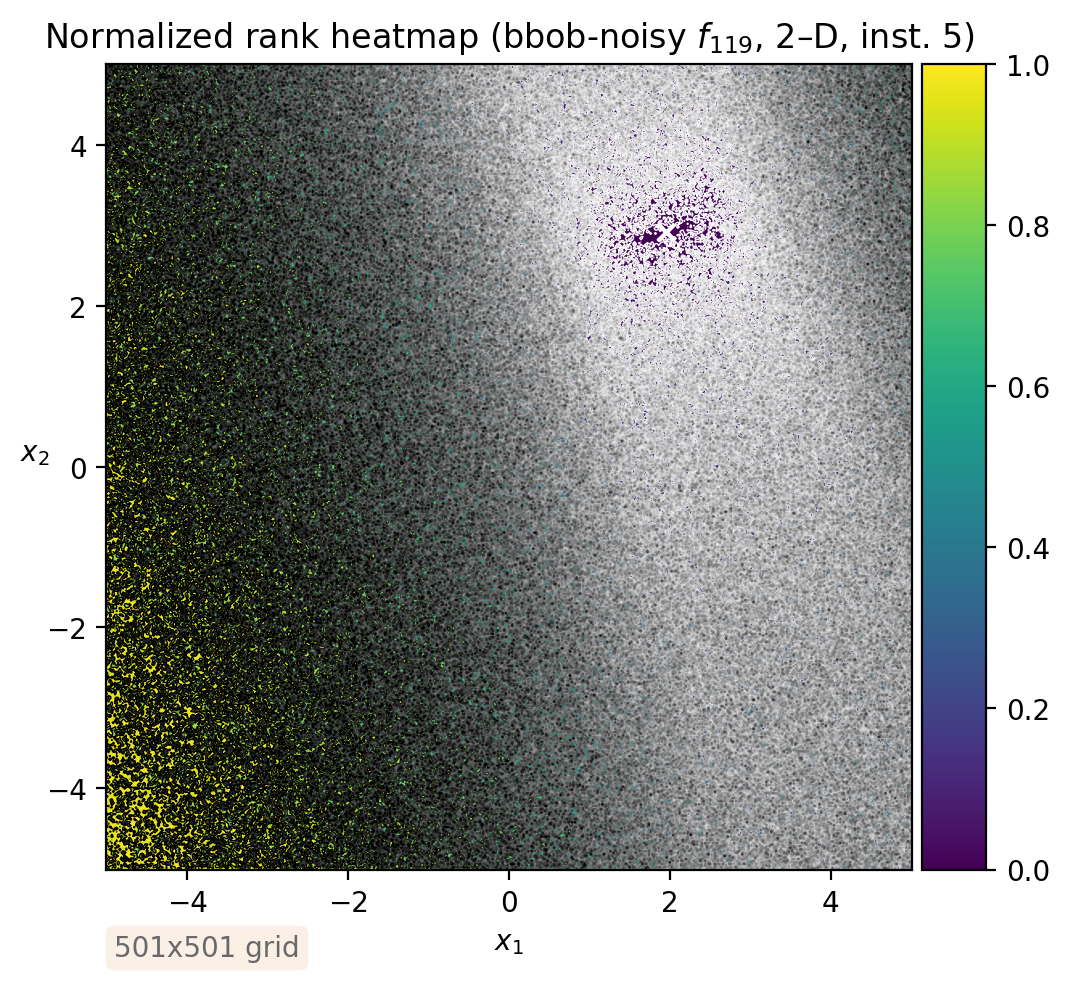 Normalized rank heatmap (bbob-noisy f₁₁₉, 2–D, inst. 5)
1.0
0.8
0.6
0.4
0.2
0.0
4
2
0
−2
−4
x₂
−4 −2 0 2 4
x₁
501x501 grid